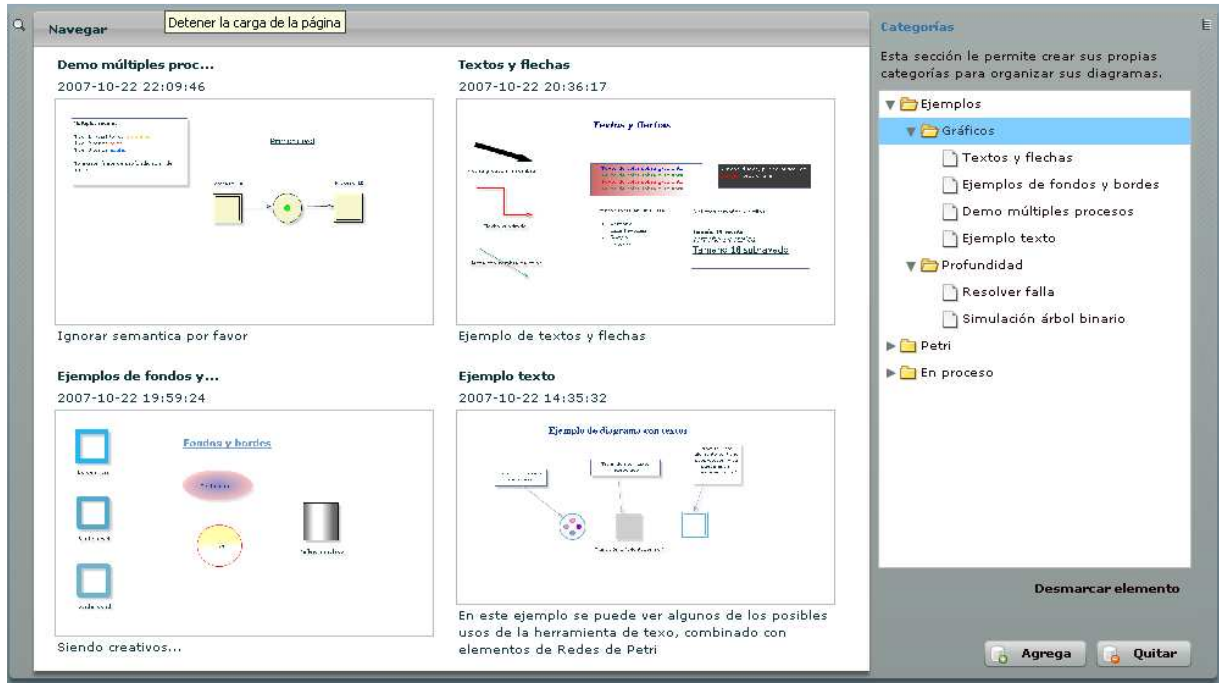 Navegar
Detener la carga de la página
Demo múltiples proc...
2007-10-22 22:09:46
Ignorar semantica por favor
Textos y flechas
2007-10-22 20:36:17
Textos y flechas
Tamano 18 subrayado
Ejemplo de textos y flechas
Ejemplos de fondos y...
2007-10-22 19:59:24
Fondos y bordes
Siendo creativos...
Ejemplo texto
2007-10-22 14:35:32
Ejemplo de diagrama con textos
En este ejemplo se puede ver algunos de los posibles
usos de la herramienta de texo, combinado con
elementos de Redes de Petri
Categorías
Esta sección le permite crear sus propias
categorías para organizar sus diagramas.
Ejemplos
Gráficos
Textos y flechas
Ejemplos de fondos y bordes
Demo múltiples procesos
Ejemplo texto
Profundidad
Resolver falla
Simulación árbol binario
Petri
En proceso
Desmarcar elemento
Agrega
Quitar